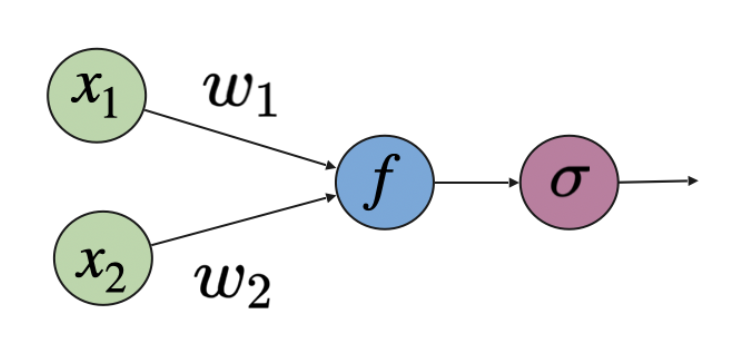 x₁
w₁
f
σ
x₂
w₂